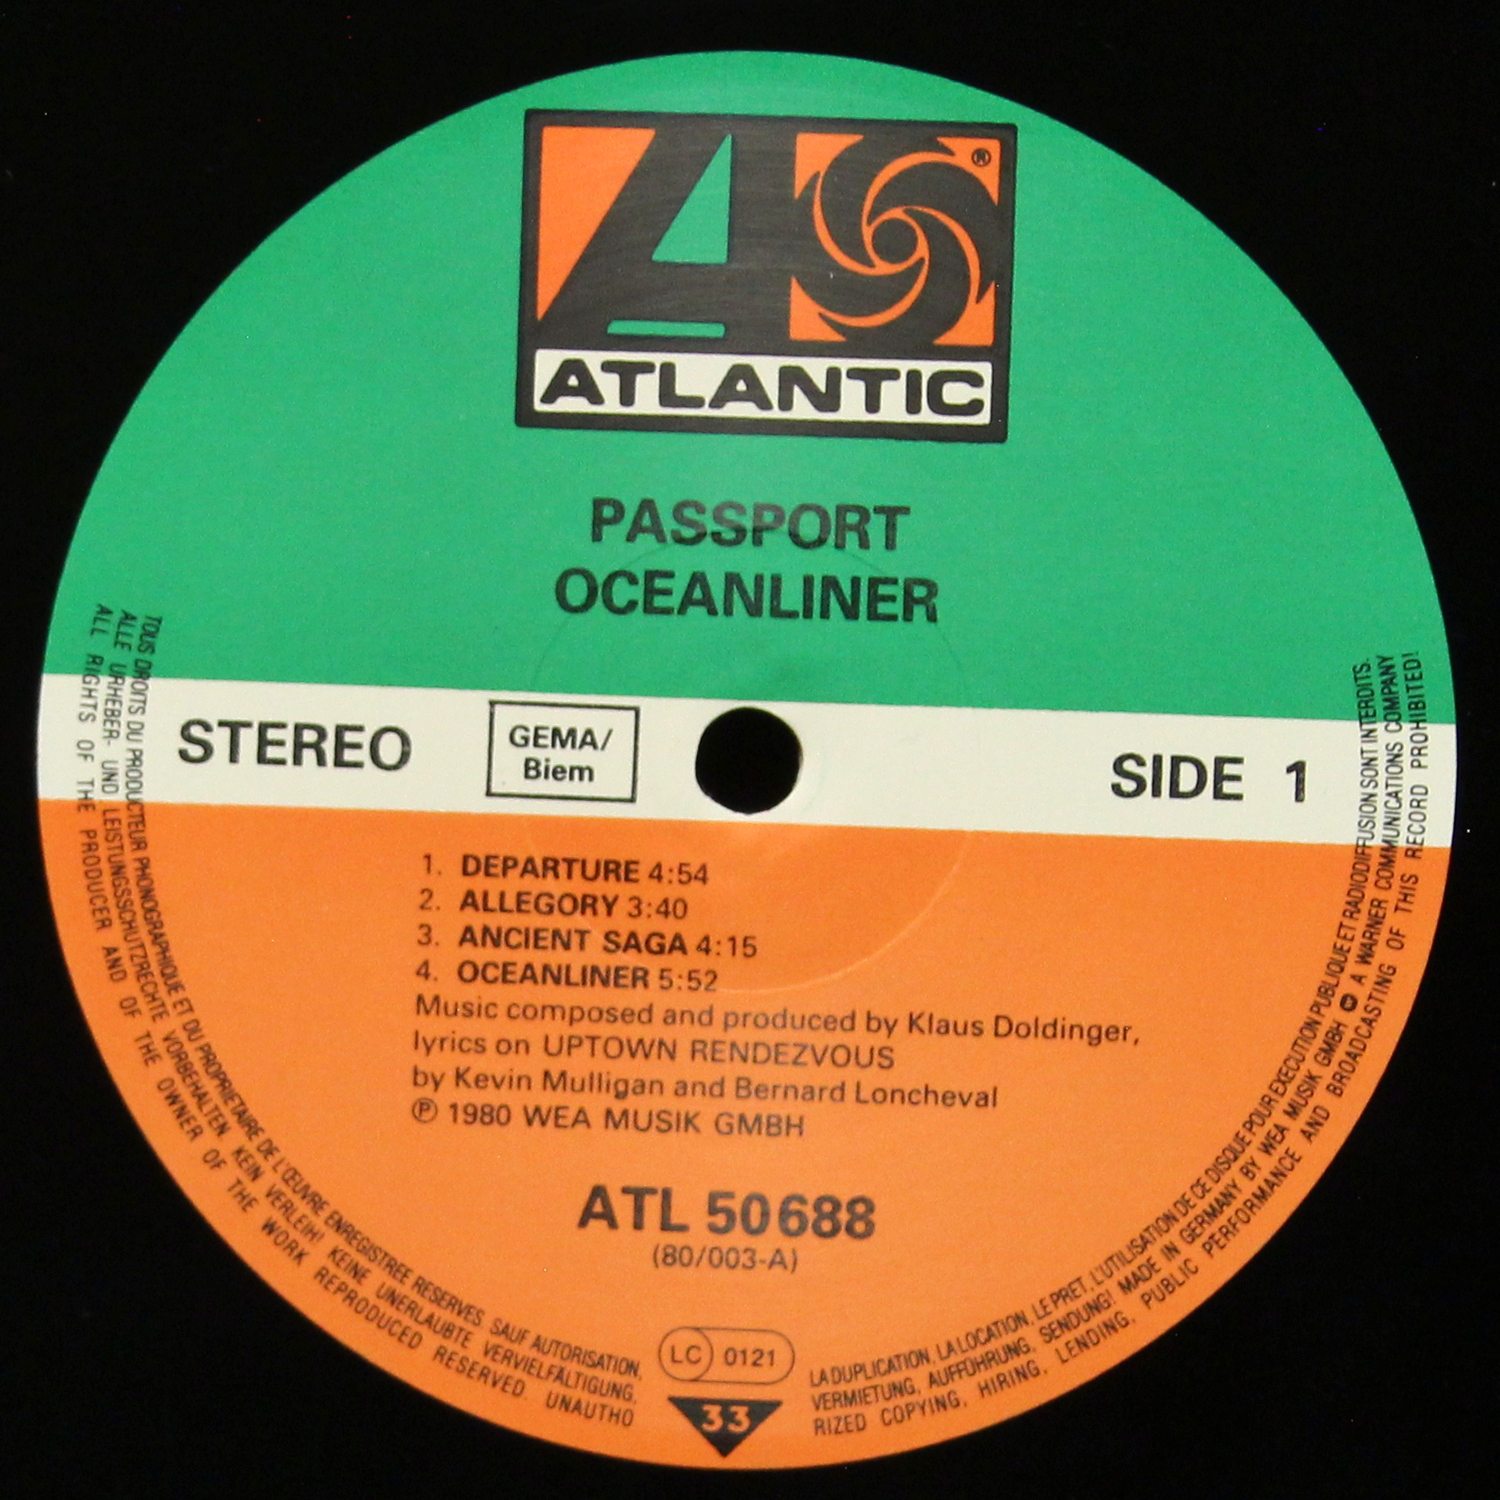 ®
ATLANTIC
PASSPORT
OCEANLINER
STEREO
GEMA/
Biem
SIDE 1
1. DEPARTURE 4:54
2. ALLEGORY 3:40
3. ANCIENT SAGA 4:15
4. OCEANLINER 5:52
Music composed and produced by Klaus Doldinger,
lyrics on UPTOWN RENDEZVOUS
by Kevin Mulligan and Bernard Loncheval
℗ 1980 WEA MUSIK GMBH
ATL 50688
(80/003-A)
LC 0121
33
TOUS DROITS DU PRODUCTEUR PHONOGRAPHIQUE ET DU PROPRIETAIRE DE L'ŒUVRE ENREGISTREE RESERVES. SAUF AUTORISATION, LA DUPLICATION, LA LOCATION, LE PRET, L'UTILISATION DE CE DISQUE POUR EXECUTION PUBLIQUE ET RADIODIFFUSION SONT INTERDITS.
ALLE URHEBER- UND LEISTUNGSSCHUTZRECHTE VORBEHALTEN. KEIN VERLEIH! KEINE UNERLAUBTE VERVIELFÄLTIGUNG, VERMIETUNG, AUFFÜHRUNG, SENDUNG! MADE IN GERMANY BY WEA MUSIK GMBH A WARNER COMMUNICATIONS COMPANY
ALL RIGHTS OF THE PRODUCER AND OF THE OWNER OF THE WORK REPRODUCED RESERVED. UNAUTHORIZED COPYING, HIRING, LENDING, PUBLIC PERFORMANCE AND BROADCASTING OF THIS RECORD PROHIBITED!